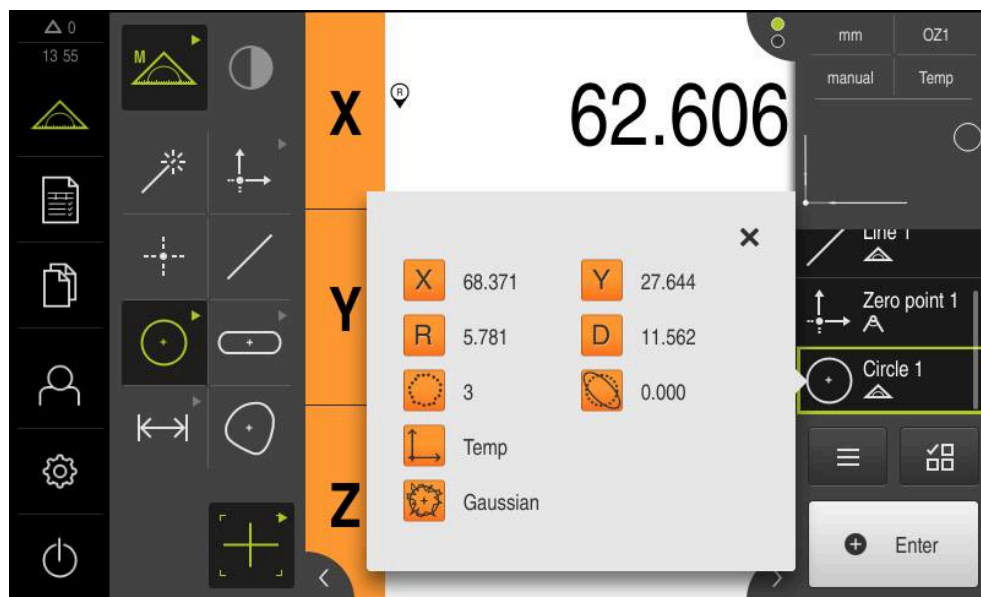 0
13 55
M
X
R
62.606
Y
Z
mm OZ1
manual Temp
X 68.371 Y 27.644
R 5.781 D 11.562
3 0.000
Temp
Gaussian
Line 1
Zero point 1
Circle 1
Enter